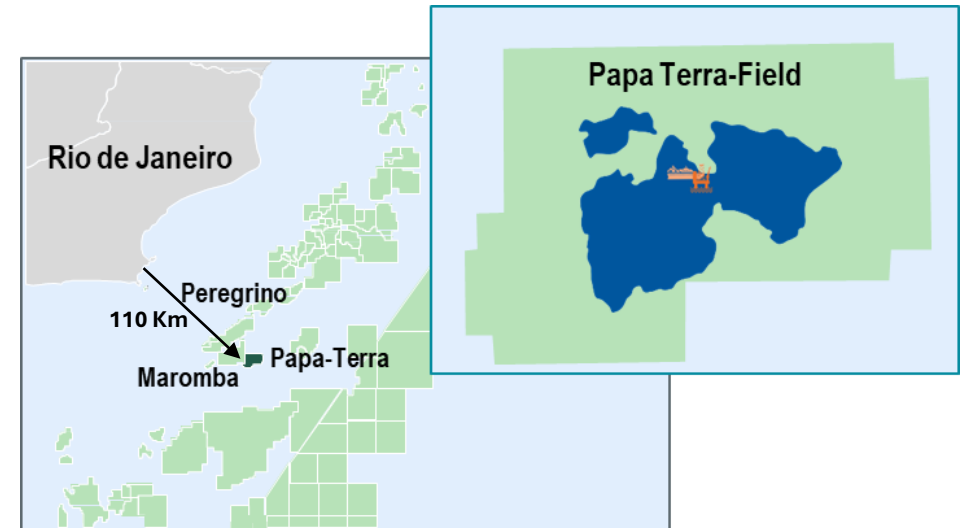 Papa Terra-Field
Rio de Janeiro
Peregrino
110 Km
Papa-Terra
Maromba